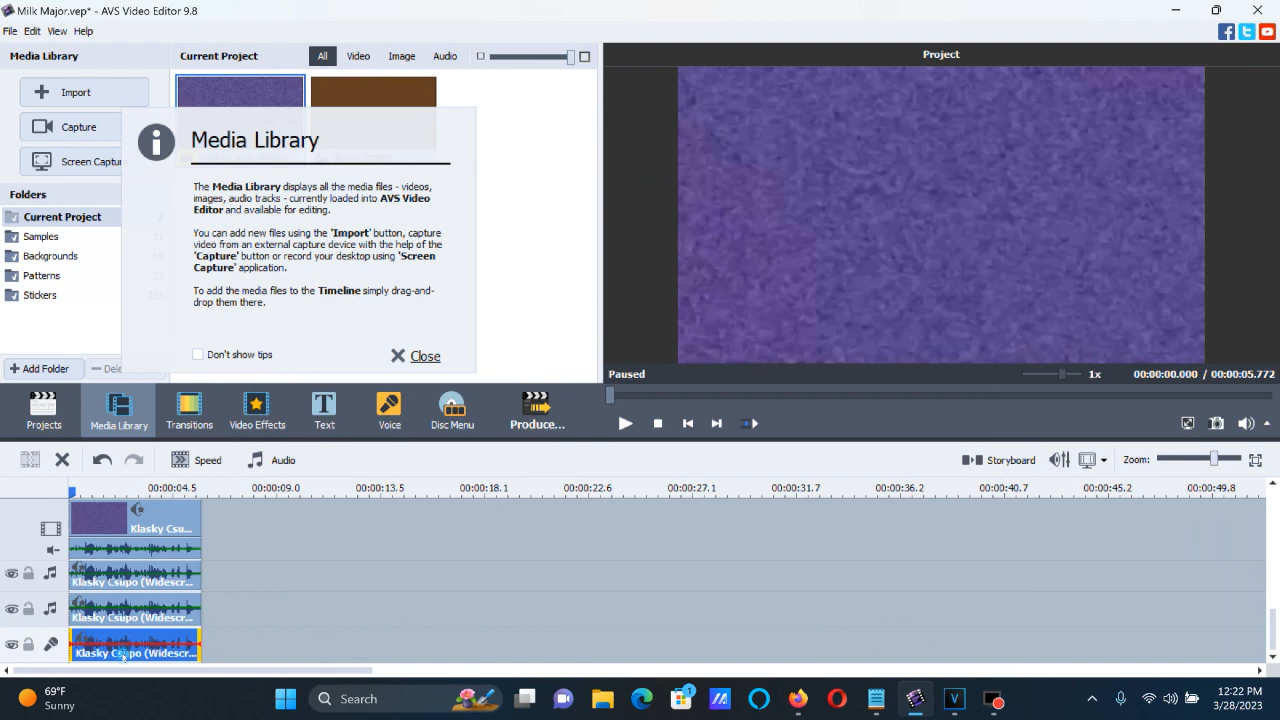 Milk Major.vep* - AVS Video Editor 9.8
File Edit View Help
Media Library
Current Project
All Video Image Audio
Project
Import
Capture
Screen Captu
Folders
Current Project
Samples
Backgrounds
Patterns
Stickers
Add Folder
Dele
Media Library
The Media Library displays all the media files - videos,
images, audio tracks - currently loaded into AVS Video
Editor and available for editing.
You can add new files using the 'Import' button, capture
video from an external capture device with the help of the
'Capture' button or record your desktop using 'Screen
Capture' application.
To add the media files to the Timeline simply drag-and-
drop them there.
Don't show tips
Close
Paused
1x
00:00:00.000 / 00:00:05.772
Projects
Media Library
Transitions
Video Effects
Text
Voice
Disc Menu
Produce...
Speed
Audio
Storyboard
Zoom:
00:00:04.5 00:00:09.0 00:00:13.5 00:00:18.1 00:00:22.6 00:00:27.1 00:00:31.7 00:00:36.2 00:00:40.7 00:00:45.2 00:00:49.8
Klasky Csu...
Klasky Csupo (Widescr...
Klasky Csupo (Widescr...
Klasky Csupo (Widescr...
69°F
Sunny
Search
1
12:22 PM
3/28/2023